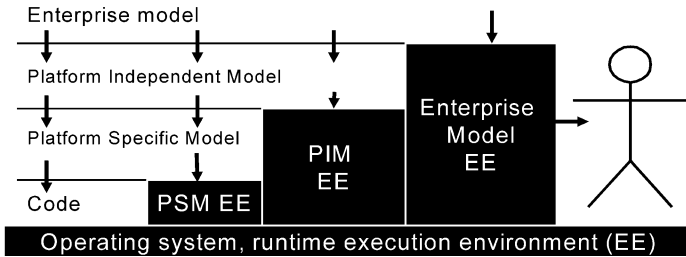 Enterprise model
Platform Independent Model
Platform Specific Model
Code
PSM EE
PIM
EE
Enterprise
Model
EE
Operating system, runtime execution environment (EE)